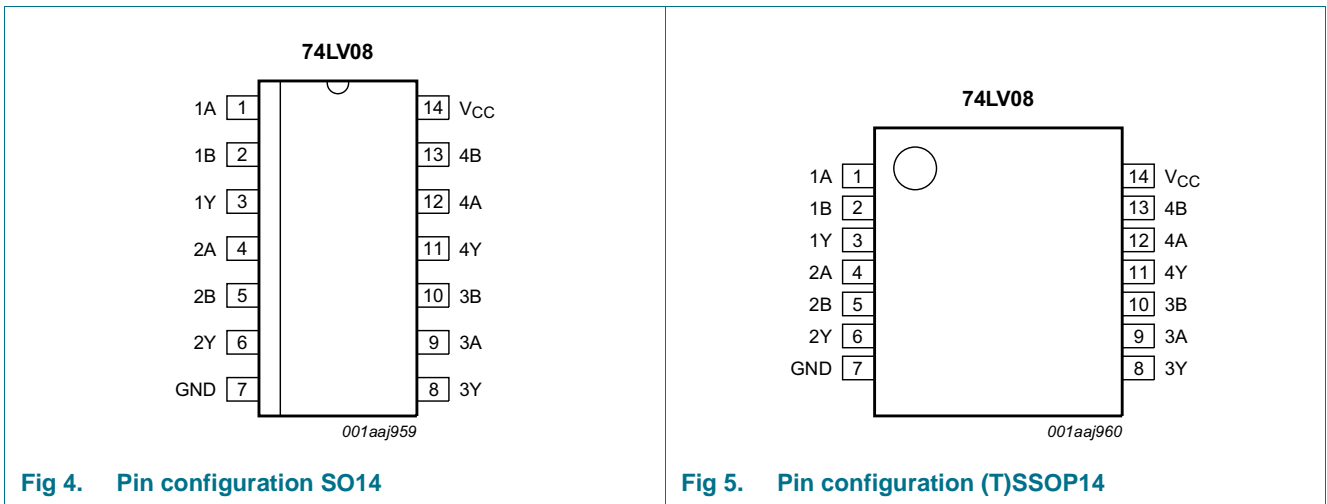 74LV08
1A 1 14 VCC
1B 2 13 4B
1Y 3 12 4A
2A 4 11 4Y
2B 5 10 3B
2Y 6 9 3A
GND 7 8 3Y
001aaj959
Fig 4. Pin configuration SO14
74LV08
1A 1 14 VCC
1B 2 13 4B
1Y 3 12 4A
2A 4 11 4Y
2B 5 10 3B
2Y 6 9 3A
GND 7 8 3Y
001aaj960
Fig 5. Pin configuration (T)SSOP14